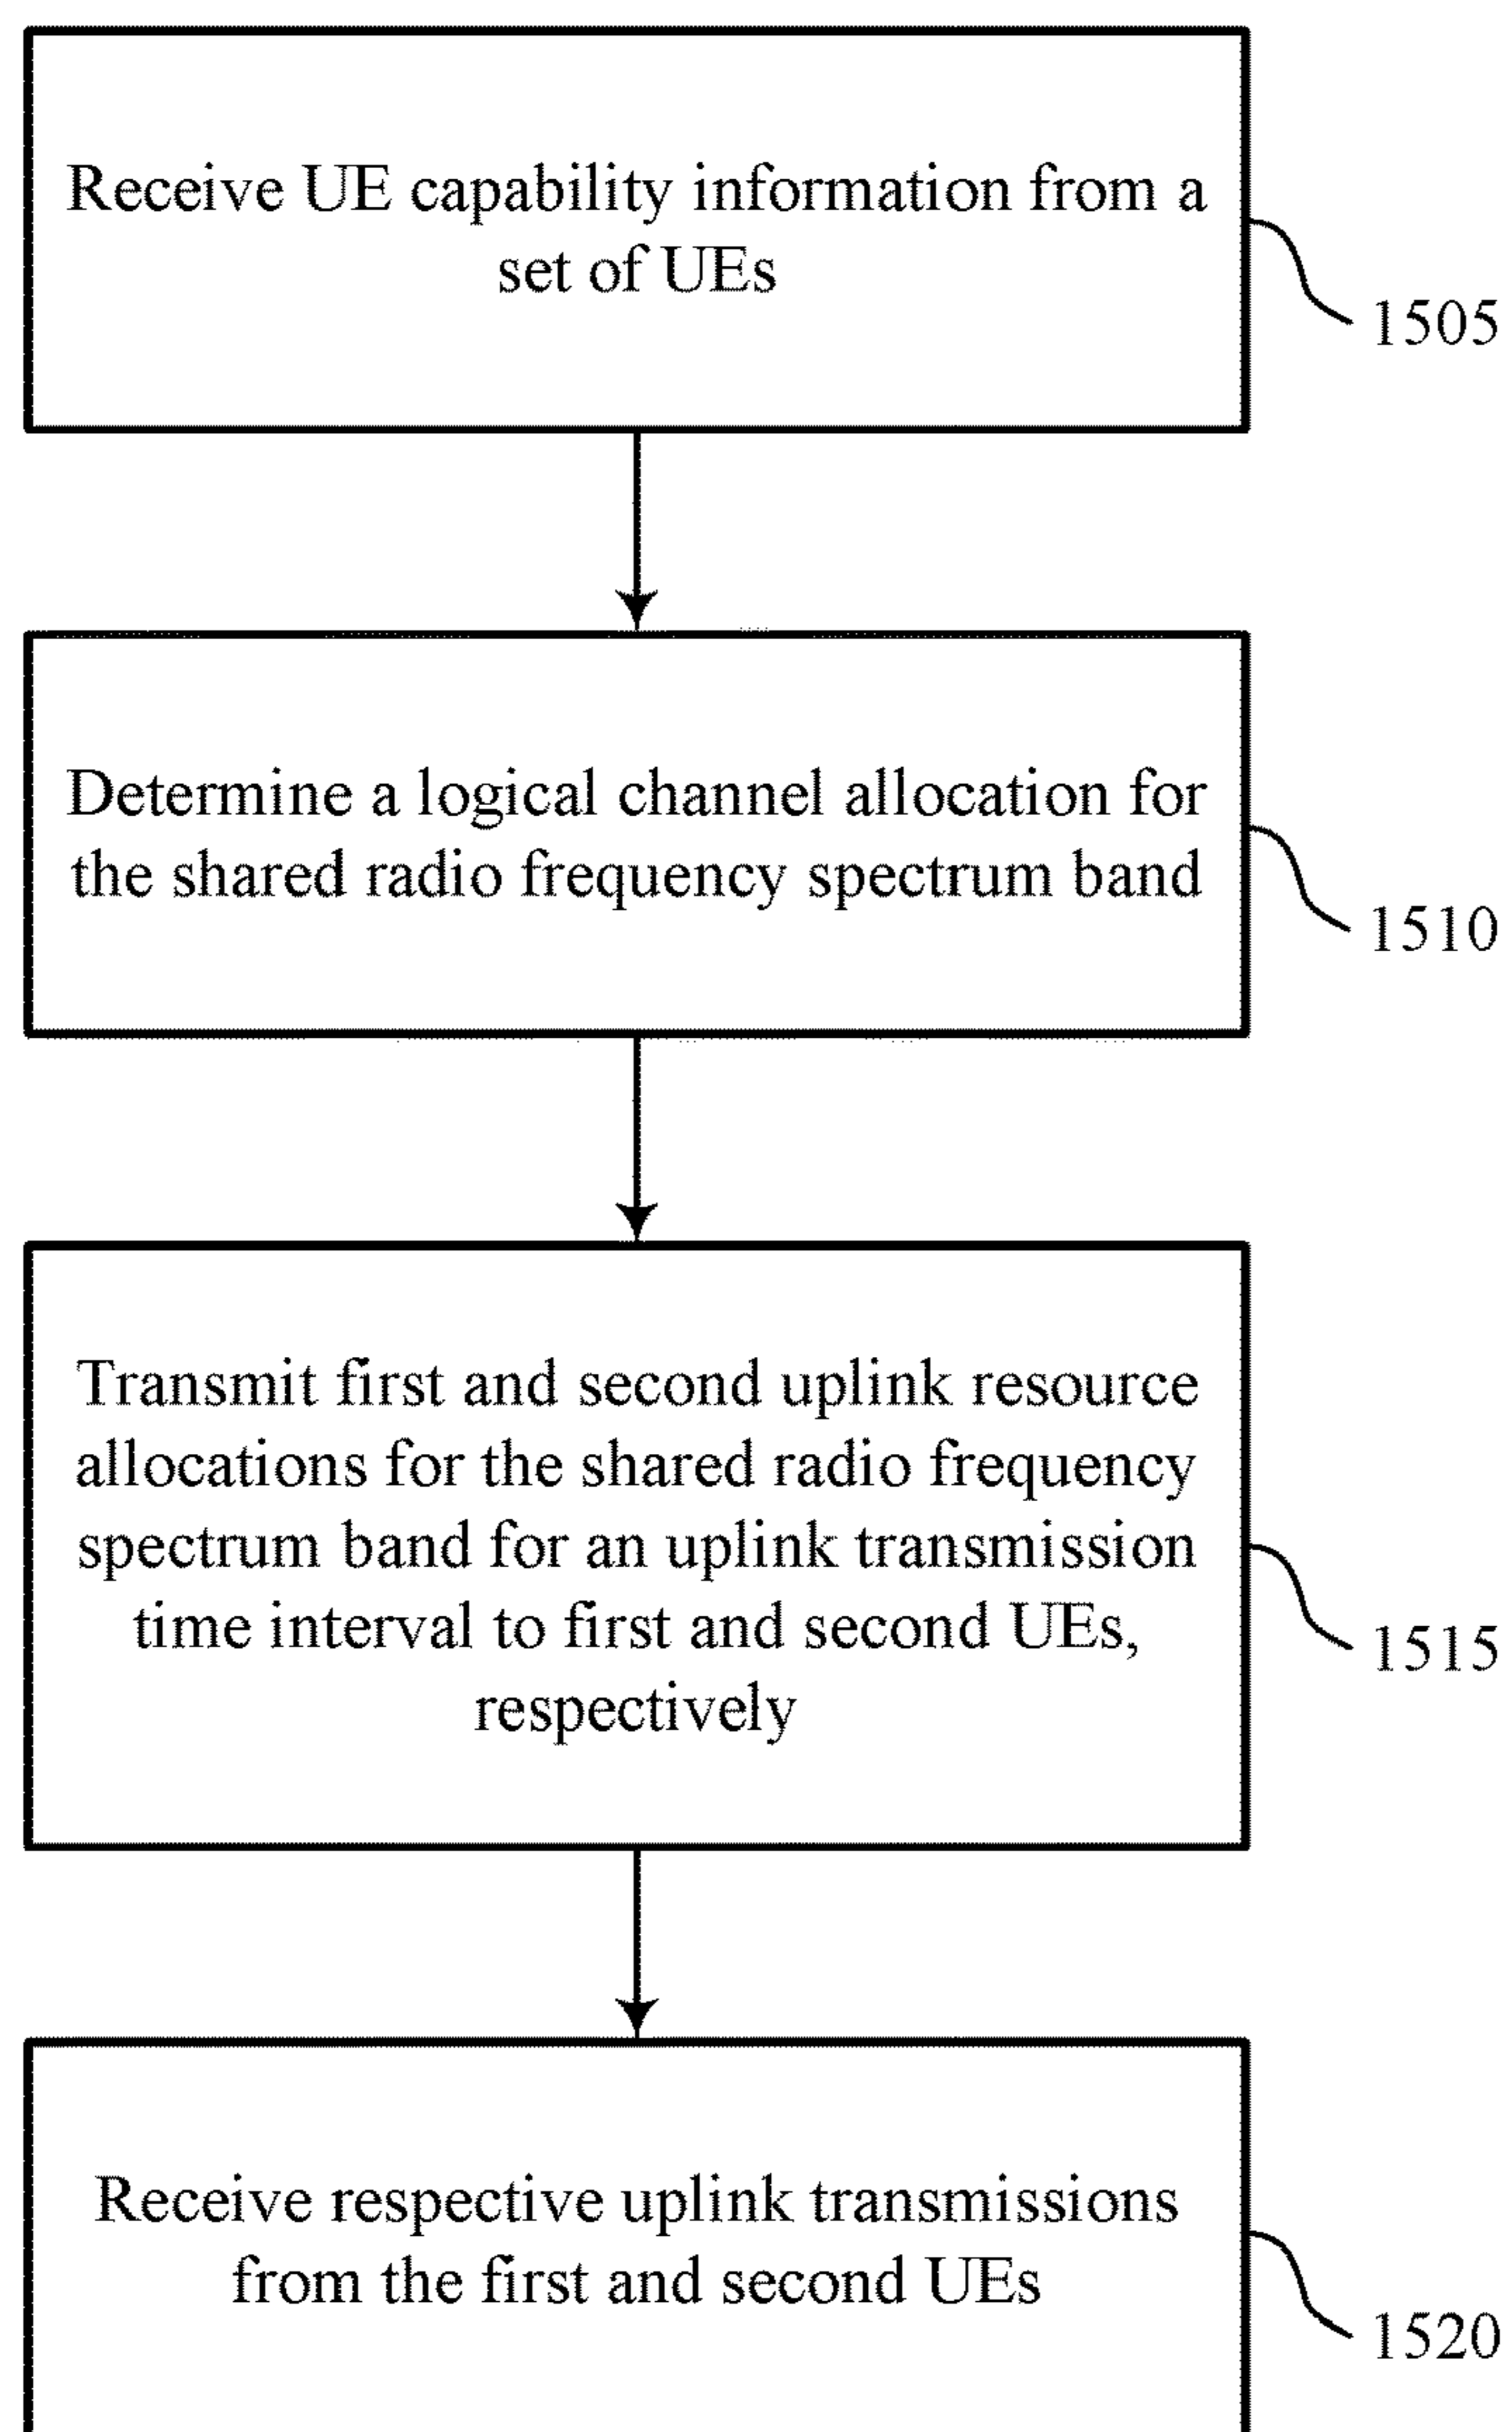 Receive UE capability information from a
set of UEs
1505
Determine a logical channel allocation for
the shared radio frequency spectrum band
1510
Transmit first and second uplink resource
allocations for the shared radio frequency
spectrum band for an uplink transmission
time interval to first and second UEs,
respectively
1515
Receive respective uplink transmissions
from the first and second UEs
1520